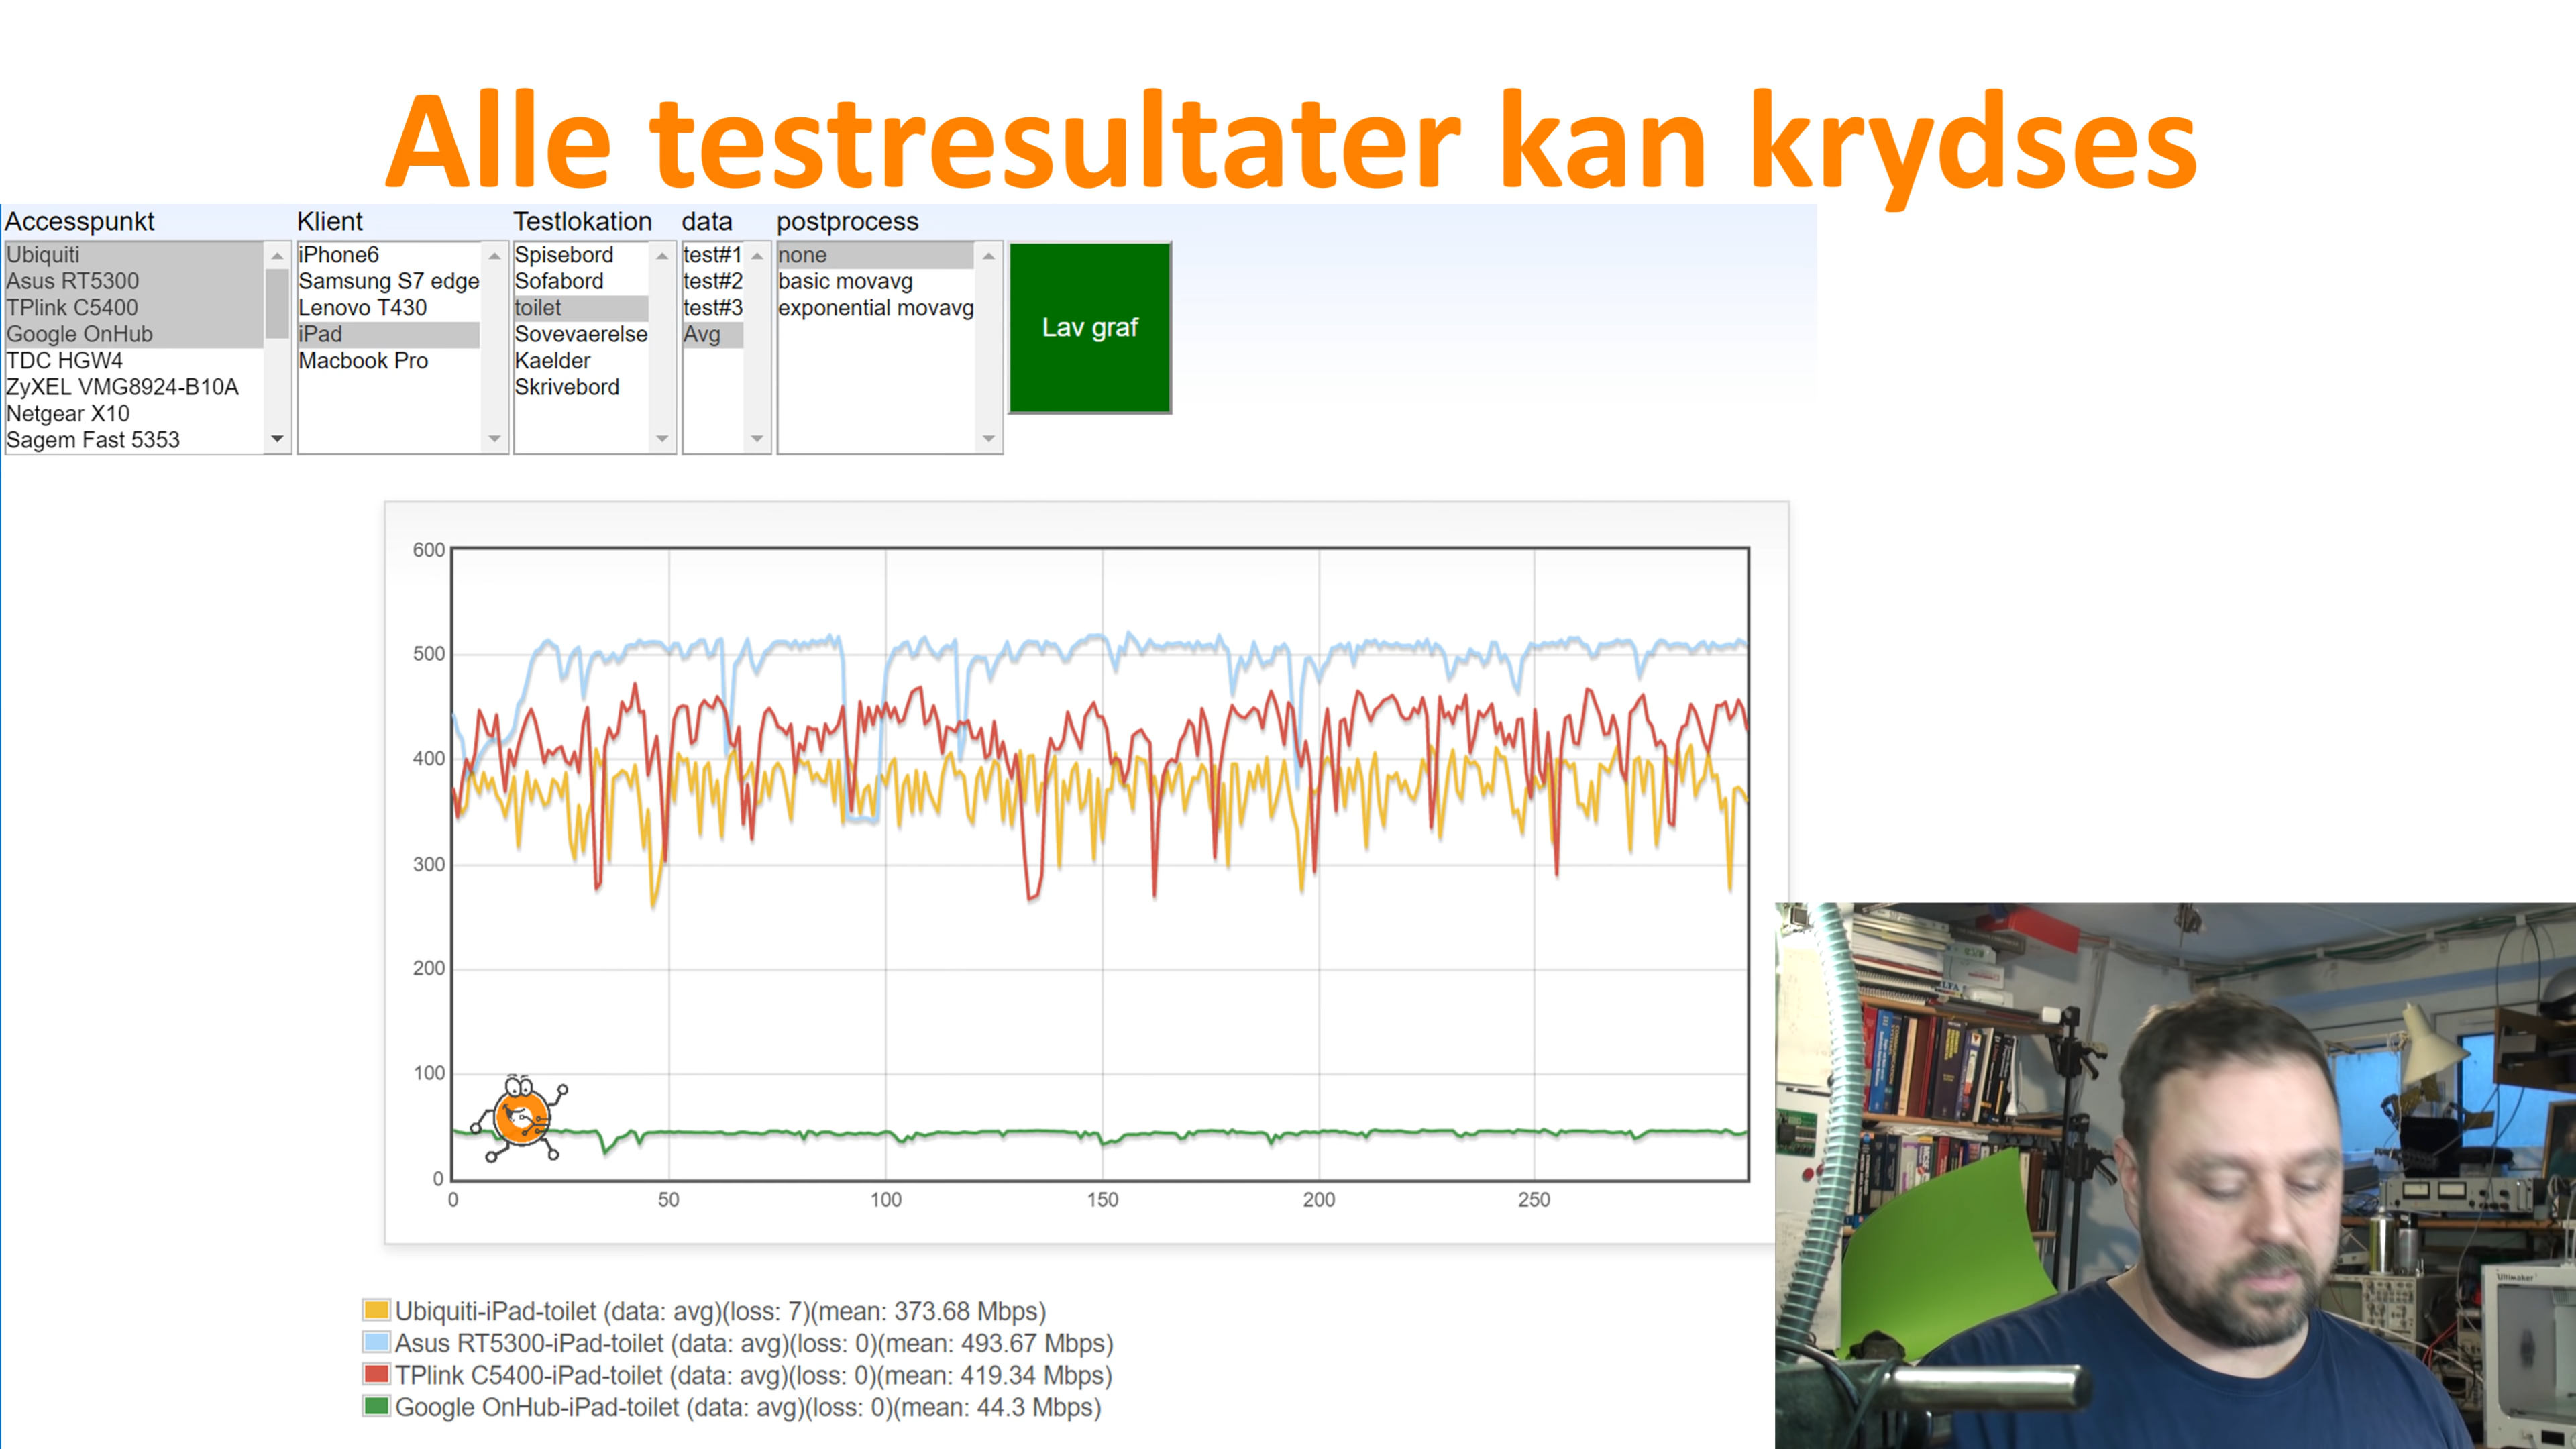 Alle testresultater kan krydses
Accesspunkt
Ubiquiti
Asus RT5300
TPlink C5400
Google OnHub
TDC HGW4
ZyXEL VMG8924-B10A
Netgear X10
Sagem Fast 5353
Klient
iPhone6
Samsung S7 edge
Lenovo T430
iPad
Macbook Pro
Testlokation
Spisebord
Sofabord
toilet
Sovevaerelse
Kaelder
Skrivebord
data
test#1
test#2
test#3
Avg
postprocess
none
basic movavg
exponential movavg
Lav graf
600
500
400
300
200
100
0
0 50 100 150 200 250
Ubiquiti-iPad-toilet (data: avg)(loss: 7)(mean: 373.68 Mbps)
Asus RT5300-iPad-toilet (data: avg)(loss: 0)(mean: 493.67 Mbps)
TPlink C5400-iPad-toilet (data: avg)(loss: 0)(mean: 419.34 Mbps)
Google OnHub-iPad-toilet (data: avg)(loss: 0)(mean: 44.3 Mbps)
Ultimaker